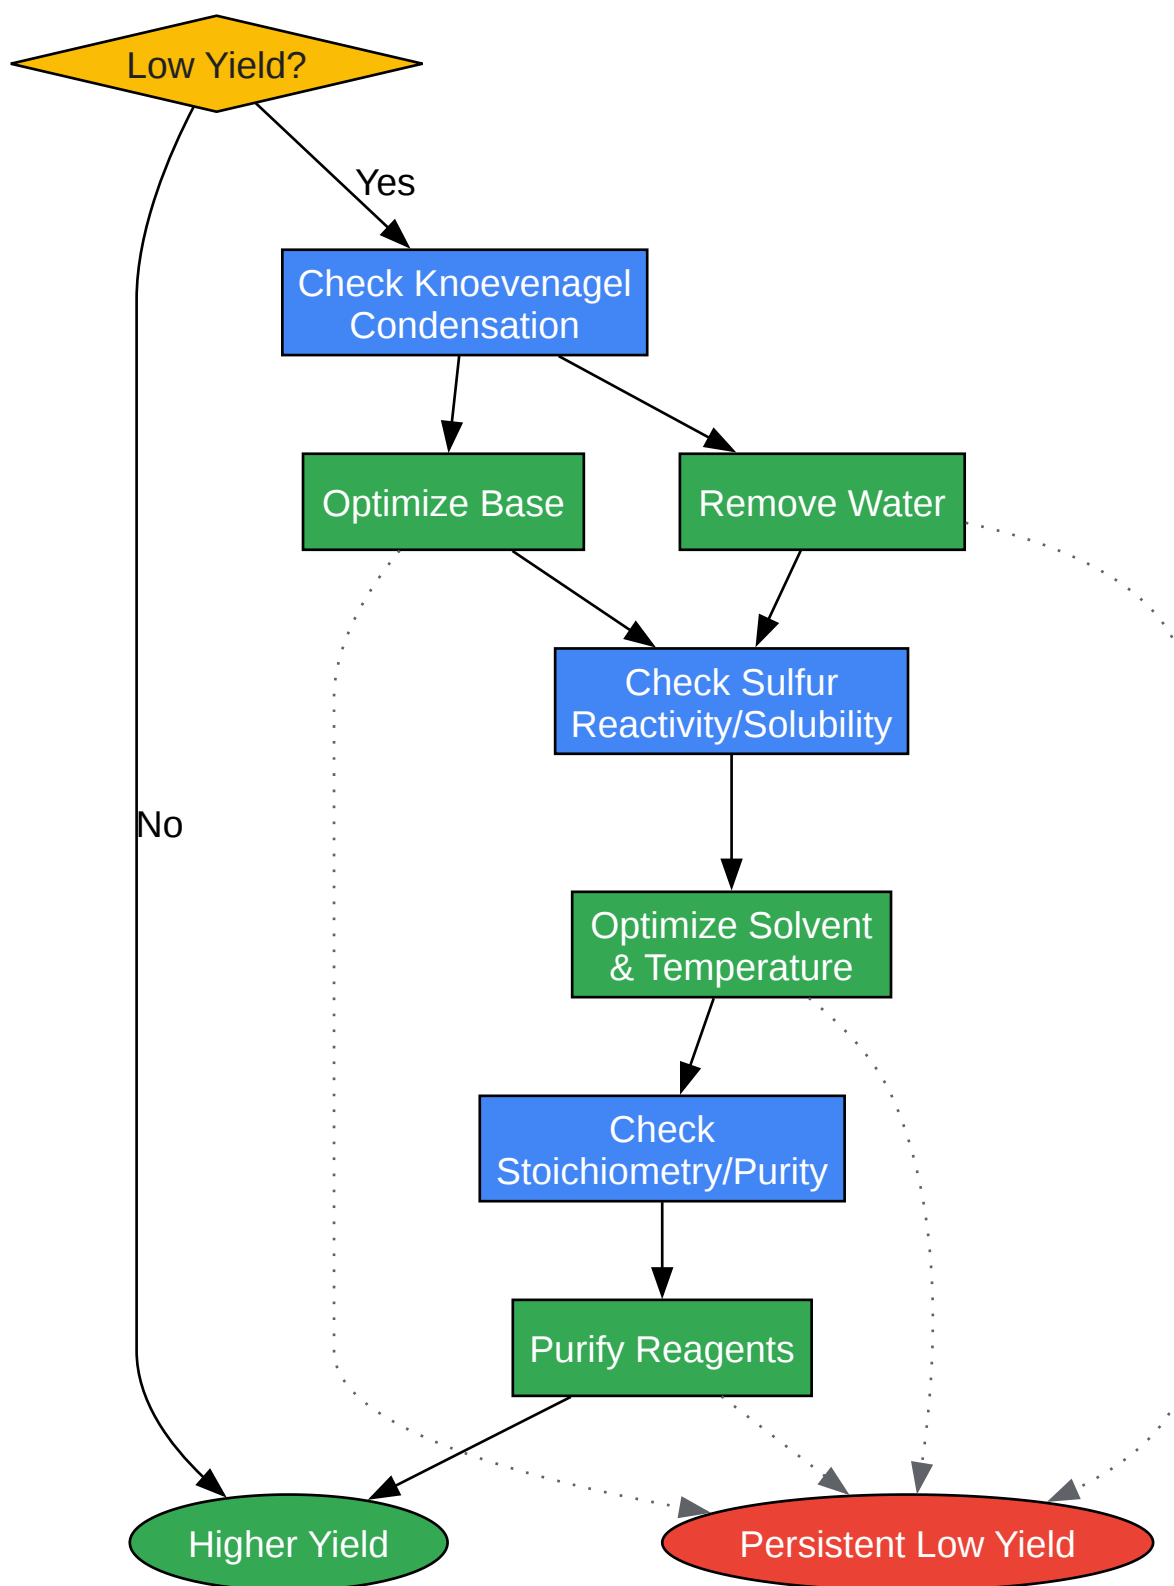 Low Yield?
Yes
Check Knoevenagel
Condensation
Optimize Base
Remove Water
Check Sulfur
Reactivity/Solubility
No
Optimize Solvent
& Temperature
Check
Stoichiometry/Purity
Purify Reagents
Higher Yield
Persistent Low Yield